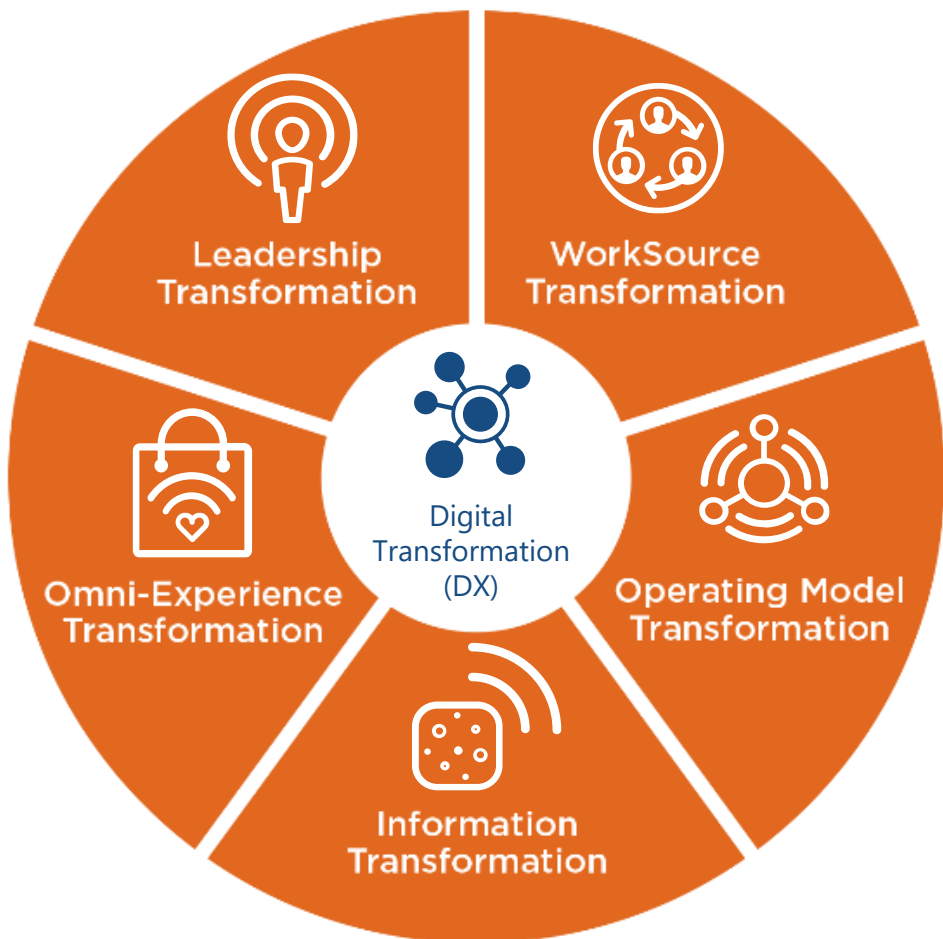 Leadership
Transformation
WorkSource
Transformation
Digital
Transformation
(DX)
Omni-Experience
Transformation
Operating Model
Transformation
Information
Transformation